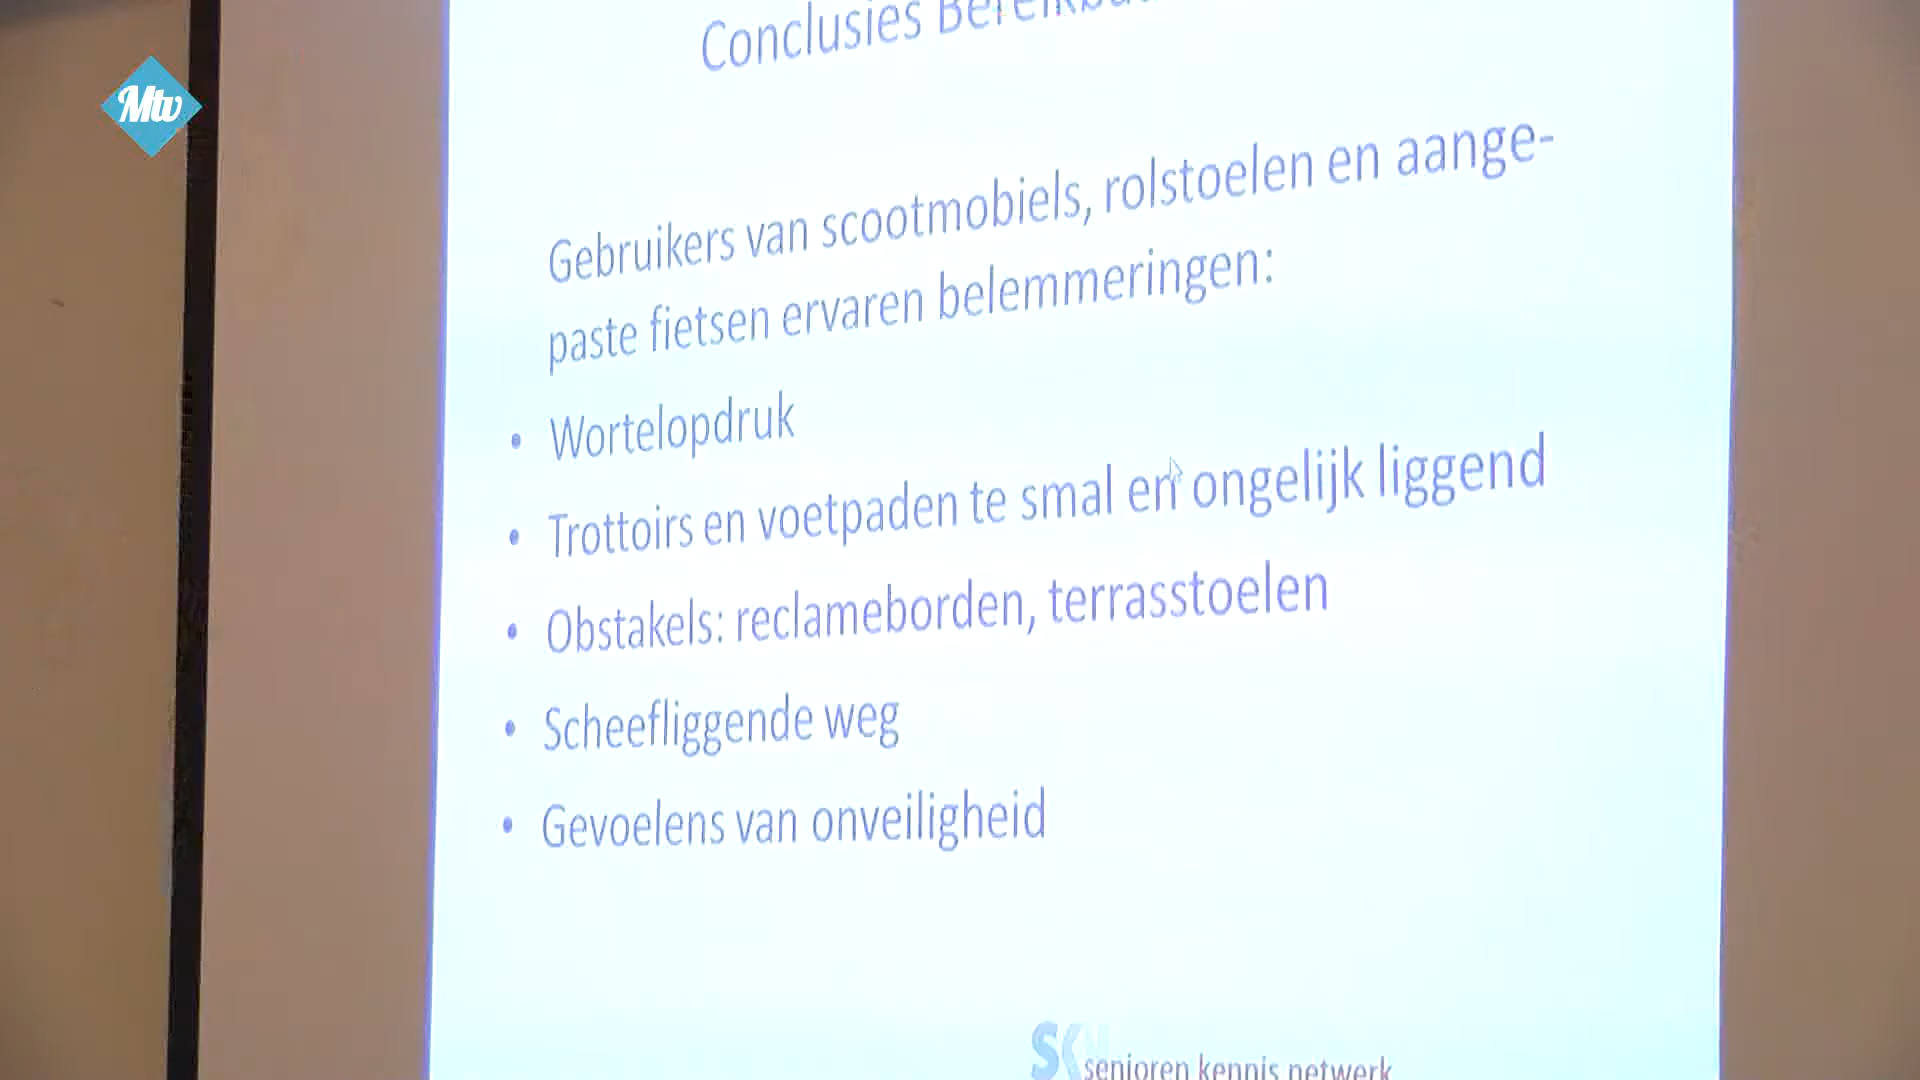 Mtv
Conclusies
Gebruikers van scootmobiels, rolstoelen en aange-
paste fietsen ervaren belemmeringen:
• Wortelopdruk
• Trottoirs en voetpaden te smal en ongelijk liggend
• Obstakels: reclameborden, terrasstoelen
• Scheefliggende weg
• Gevoelens van onveiligheid
senioren kennis netwerk